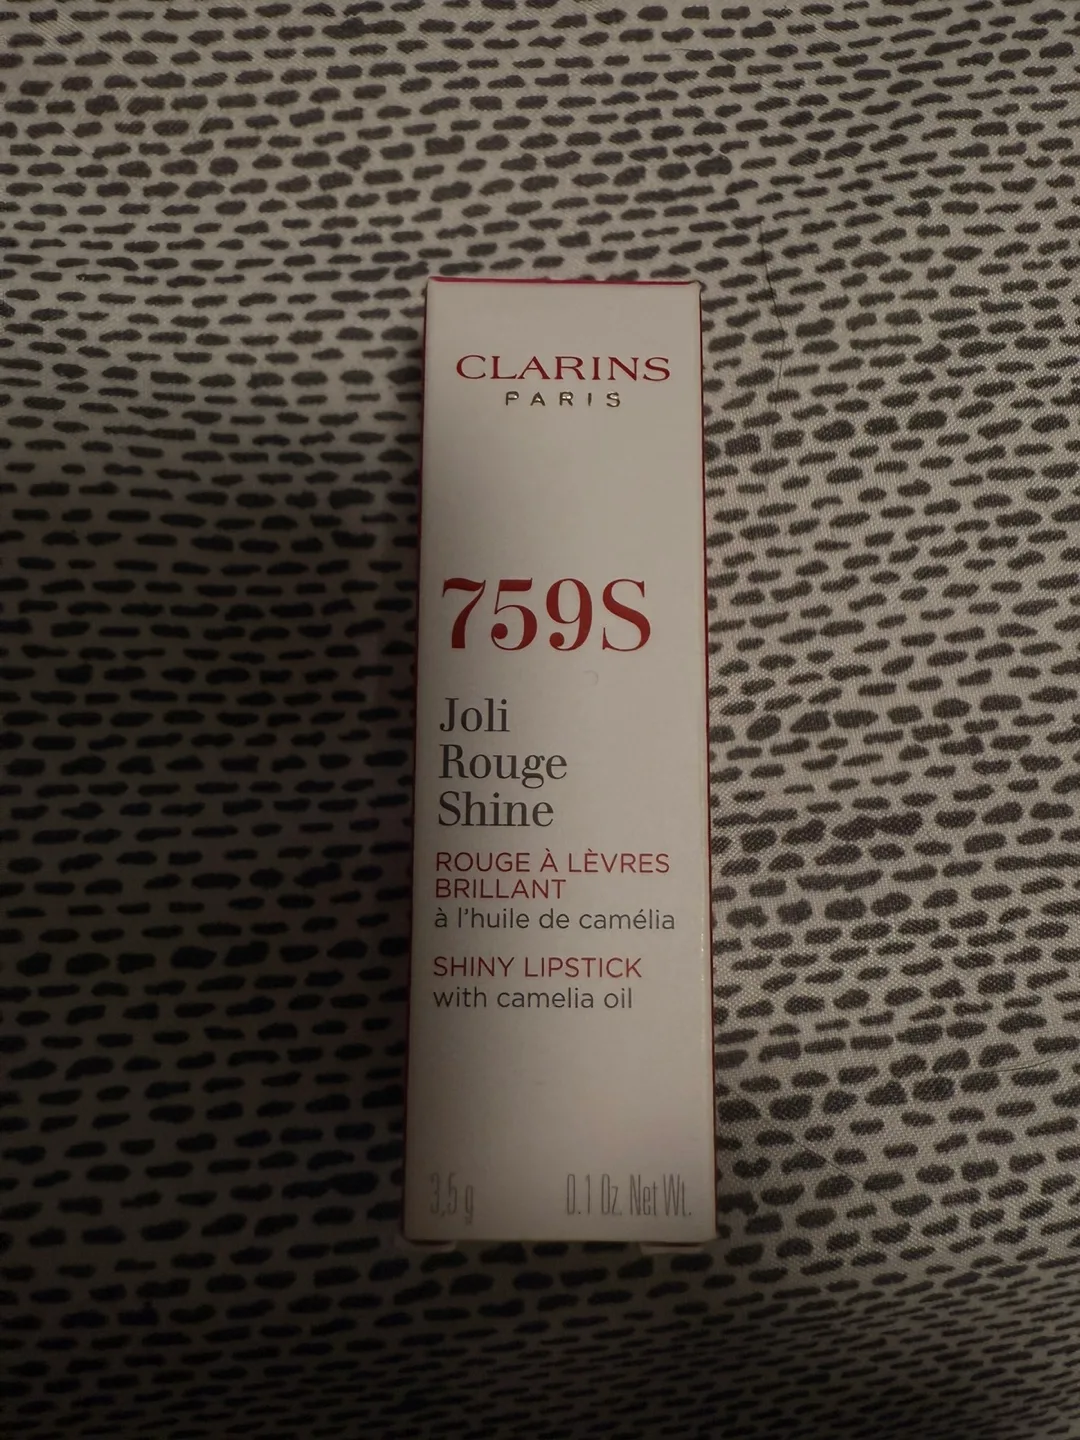 CLARINS
PARIS
759S
Joli
Rouge
Shine
ROUGE À LÈVRES
BRILLANT
à l'huile de camélia
SHINY LIPSTICK
with camelia oil
3,5 g 0.1 Oz. Net Wt.